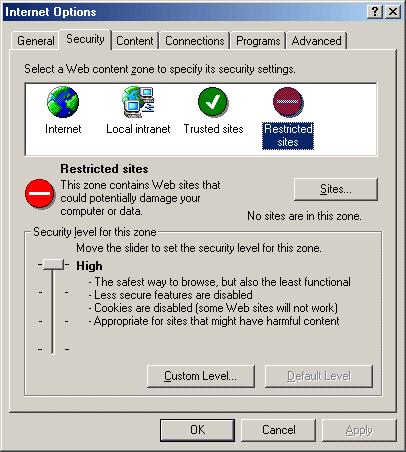 Internet Options
General Security Content Connections Programs Advanced
Select a Web content zone to specify its security settings.
Internet Local intranet Trusted sites Restricted
sites
Restricted sites
This zone contains Web sites that
could potentially damage your
computer or data.
Sites...
No sites are in this zone.
Security level for this zone
Move the slider to set the security level for this zone.
High
- The safest way to browse, but also the least functional
- Less secure features are disabled
- Cookies are disabled (some Web sites will not work)
- Appropriate for sites that might have harmful content
Custom Level... Default Level
OK Cancel Apply